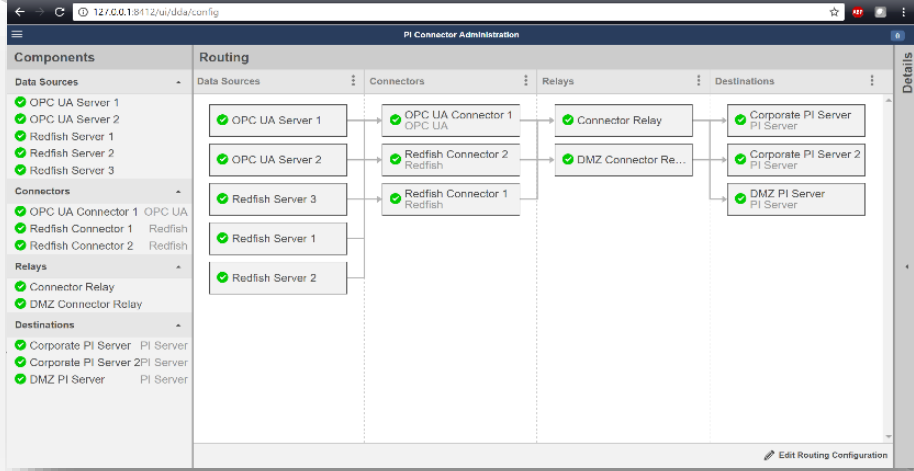 127.0.0.1:8412/ui/dda/config
ABP
PI Connector Administration
Components
Data Sources
OPC UA Server 1
OPC UA Server 2
Redfish Server 1
Redfish Server 2
Redfish Server 3
Connectors
OPC UA Connector 1 OPC UA
Redfish Connector 1 Redfish
Redfish Connector 2 Redfish
Relays
Connector Relay
DMZ Connector Relay
Destinations
Corporate PI Server PI Server
Corporate PI Server 2PI Server
DMZ PI Server PI Server
Routing
Data Sources Connectors Relays Destinations
OPC UA Server 1
OPC UA Server 2
Redfish Server 3
Redfish Server 1
Redfish Server 2
OPC UA Connector 1
OPC UA
Redfish Connector 2
Redfish
Redfish Connector 1
Redfish
Connector Relay
DMZ Connector Re...
Corporate PI Server
PI Server
Corporate PI Server 2
PI Server
DMZ PI Server
PI Server
Edit Routing Configuration
Details